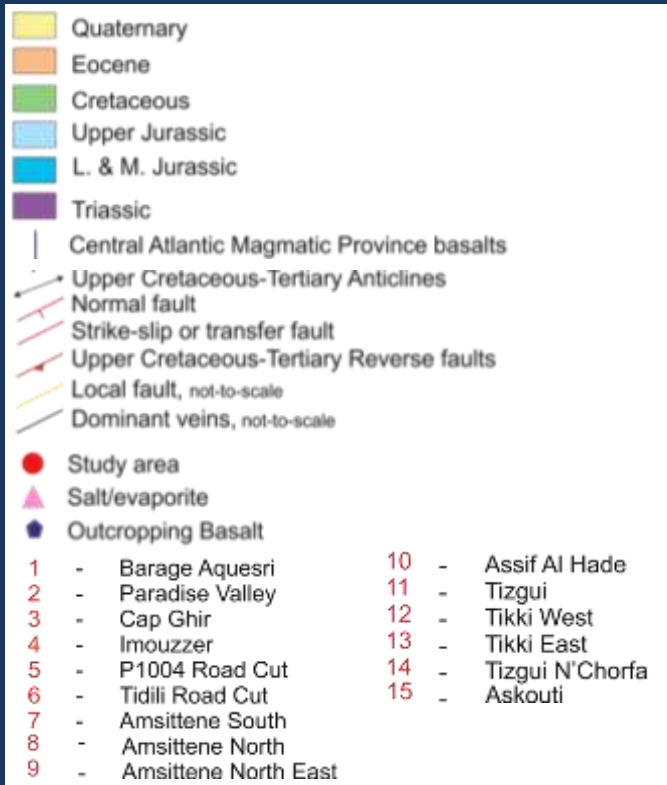 Quaternary
Eocene
Cretaceous
Upper Jurassic
L. & M. Jurassic
Triassic
Central Atlantic Magmatic Province basalts
Upper Cretaceous-Tertiary Anticlines
Normal fault
Strike-slip or transfer fault
Upper Cretaceous-Tertiary Reverse faults
Local fault, not-to-scale
Dominant veins, not-to-scale
Study area
Salt/evaporite
Outcropping Basalt
1 - Barage Aquesri
2 - Paradise Valley
3 - Cap Ghir
4 - Imouzzer
5 - P1004 Road Cut
6 - Tidili Road Cut
7 - Amsittene South
8 - Amsittene North
9 - Amsittene North East
10 - Assif Al Hade
11 - Tizgui
12 - Tikki West
13 - Tikki East
14 - Tizgui N'Chorfa
15 - Askouti